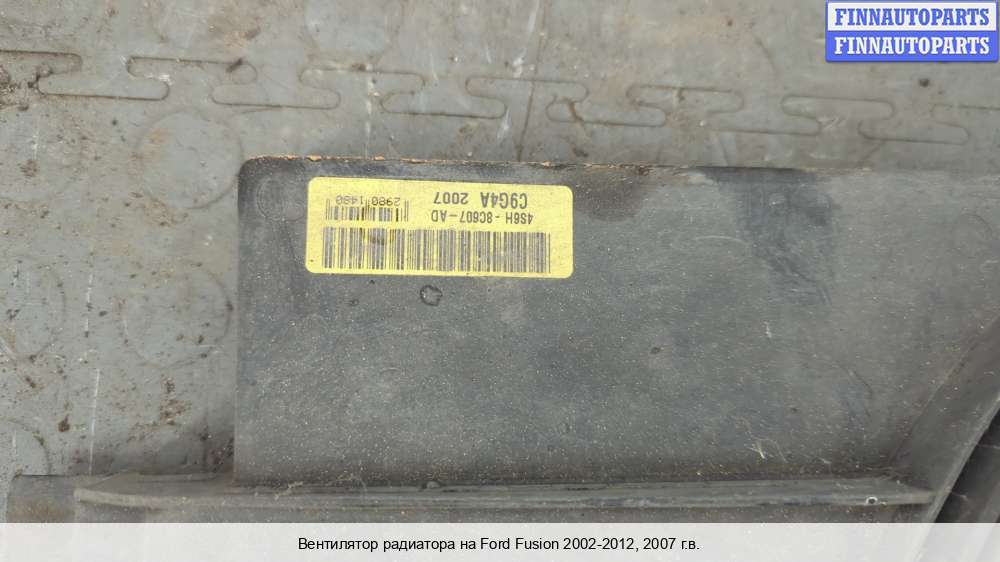 FINNAUTOPARTS
FINNAUTOPARTS
4S6H-8C607-AD
C9G4A 2007
2980 1480
Вентилятор радиатора на Ford Fusion 2002-2012, 2007 г.в.